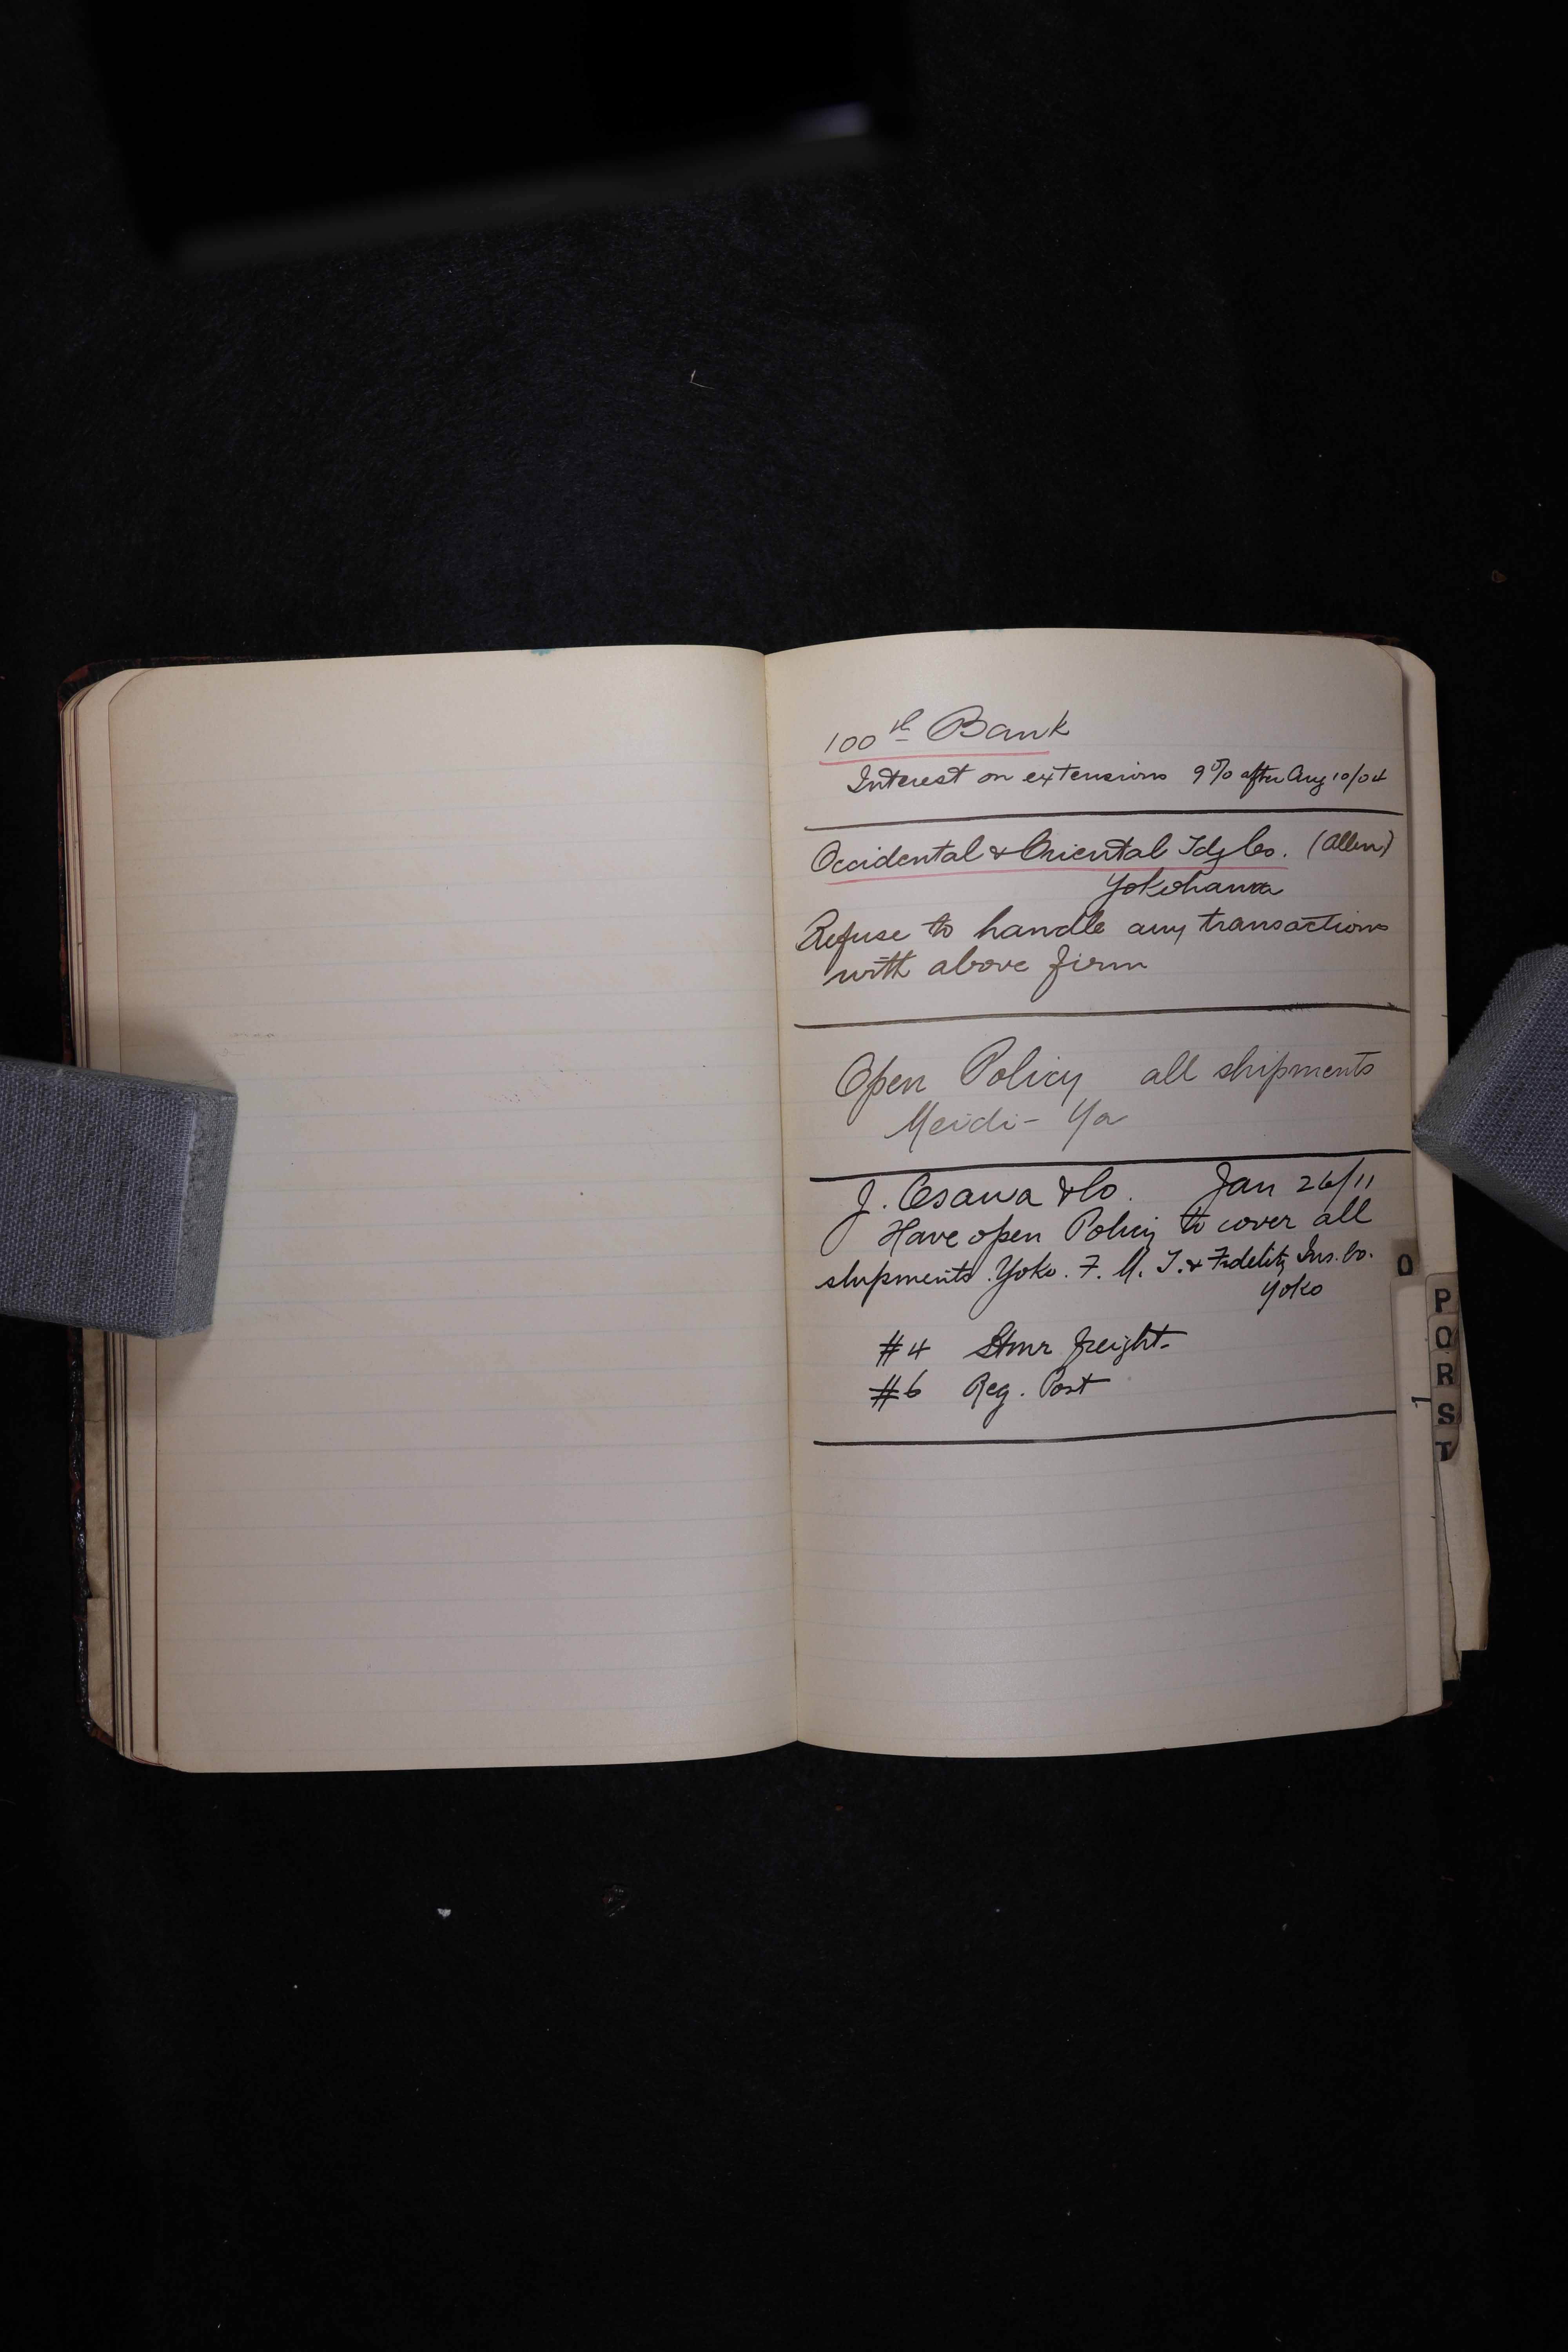 100th Bank
Interest on extensions 9% after Aug 10/04
Occidental & Oriental Tdg Co. (Allen)
Yokohama
Refuse to handle any transactions
with above firm
Open Policy all shipments
Meidi-Ya
J. Osawa & Co. Jan 26/11
Have open Policy to cover all
shipments. Yoko. F. M. T. & Fidelity Ins. Co.
Yoko
#4 Stmr freight-
#6 Reg. Post
O
P
Q
R
S
T